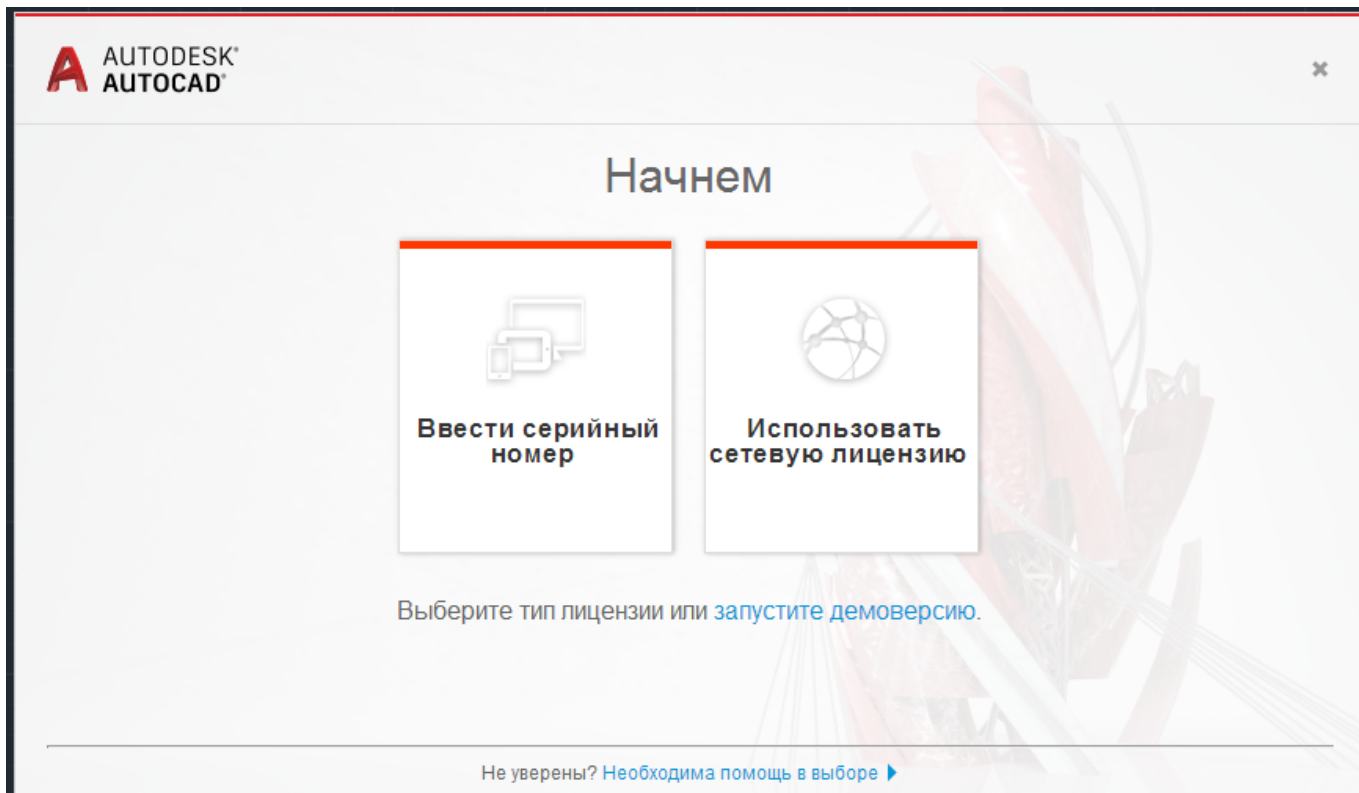 AUTODESK®
AUTOCAD®
Начнем
Ввести серийный
номер
Использовать
сетевую лицензию
Выберите тип лицензии или запустите демоверсию.
Не уверены? Необходима помощь в выборе